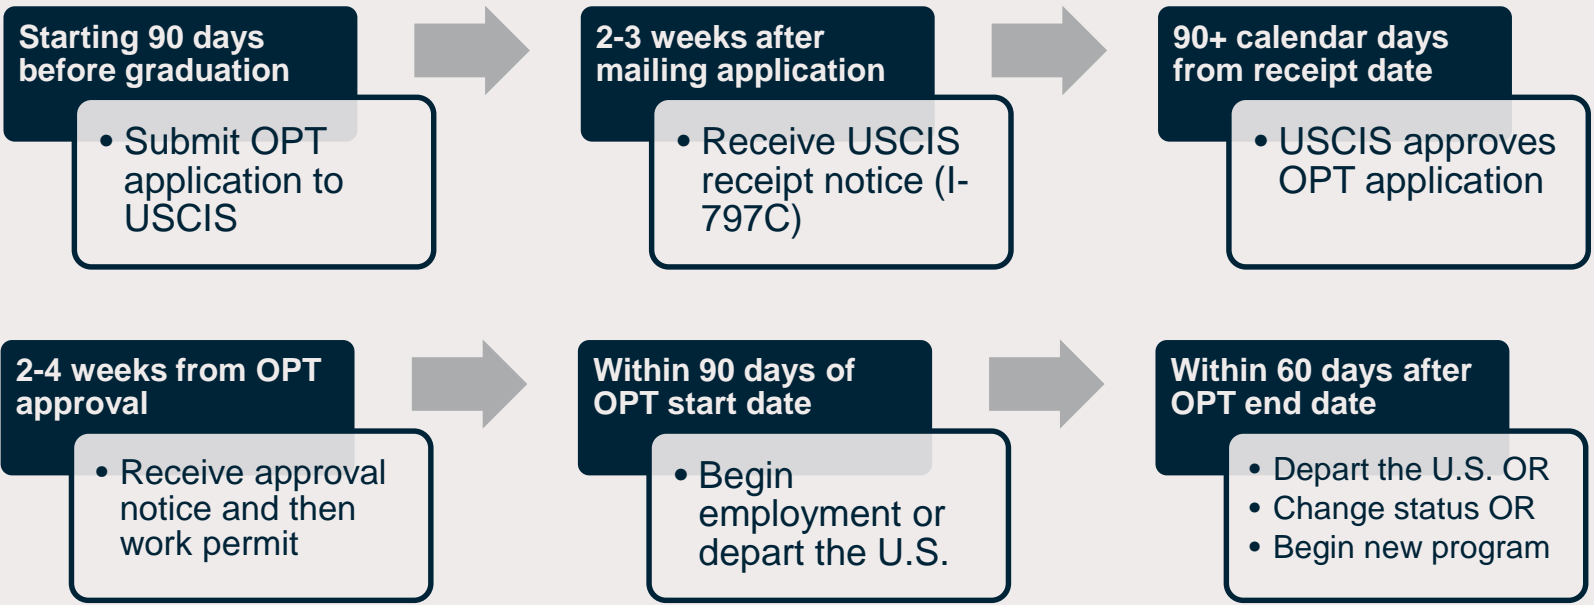 Starting 90 days
before graduation
• Submit OPT
application to
USCIS
2-3 weeks after
mailing application
• Receive USCIS
receipt notice (I-
797C)
90+ calendar days
from receipt date
• USCIS approves
OPT application
2-4 weeks from OPT
approval
• Receive approval
notice and then
work permit
Within 90 days of
OPT start date
• Begin
employment or
depart the U.S.
Within 60 days after
OPT end date
• Depart the U.S. OR
• Change status OR
• Begin new program